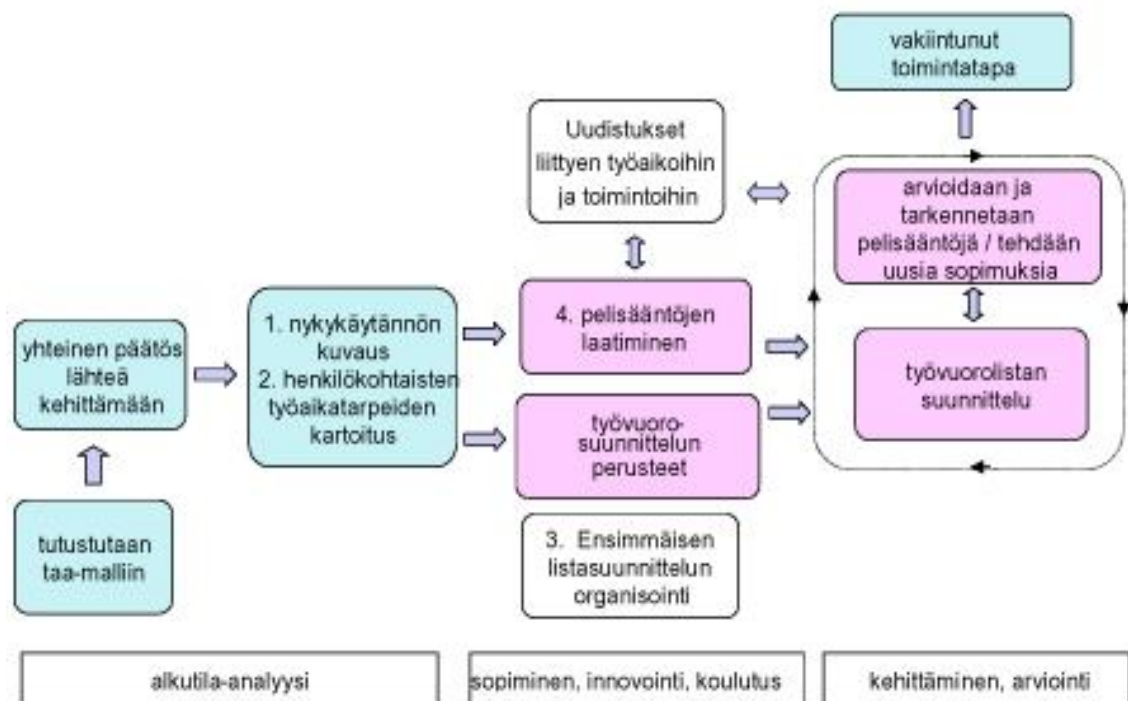 vakiintunut
toimintatapa
Uudistukset
liittyen työaikoihin
ja toimintoihin
arvioidaan ja
tarkennetaan
pelisääntöjä / tehdään
uusia sopimuksia
1. nykykäytännön
kuvaus
2. henkilökohtaisten
työaikatarpeiden
kartoitus
4. pelisääntöjen
laatiminen
yhteinen päätös
lähteä
kehittämään
työvuorolistan
suunnittelu
työvuoro-
suunnittelun
perusteet
tutustutaan
taa-malliin
3. Ensimmäisen
listasuunnittelun
organisointi
alkutila-analyysi
sopiminen, innovointi, koulutus
kehittäminen, arviointi